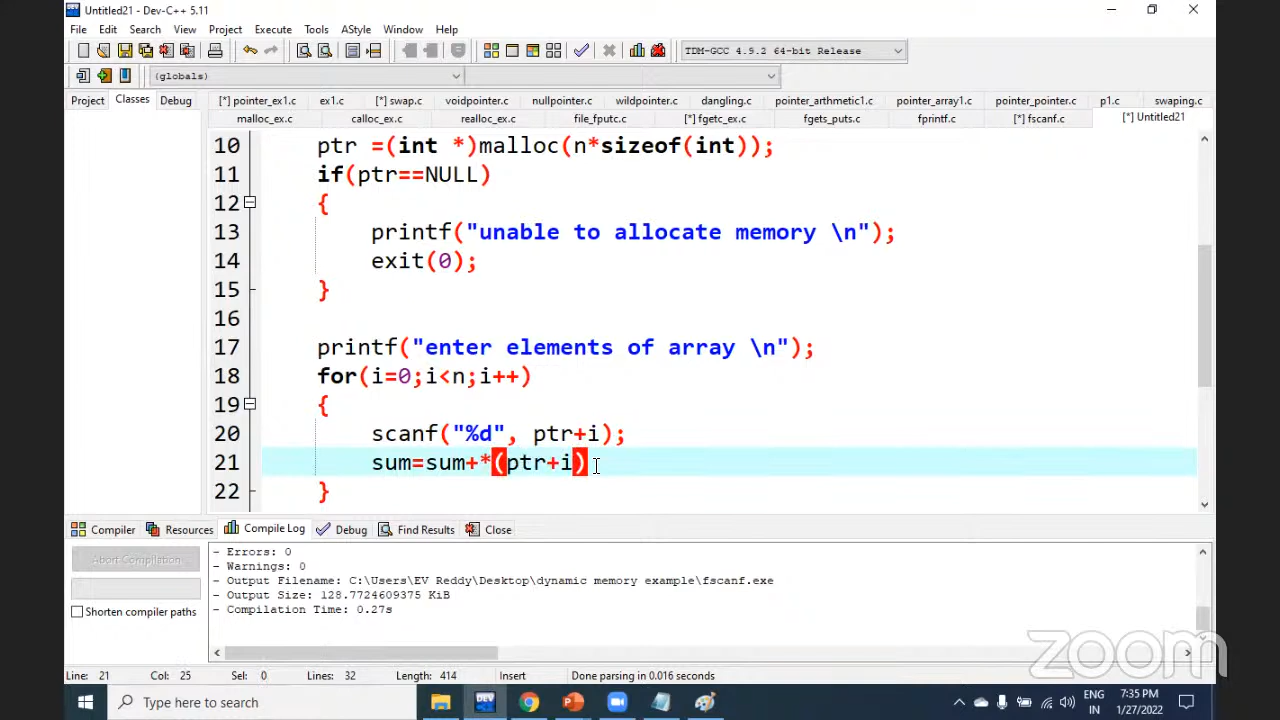 Untitled21 - Dev-C++ 5.11
File Edit Search View Project Execute Tools AStyle Window Help
TDM-GCC 4.9.2 64-bit Release
(globals)
Project Classes Debug
[*] pointer_ex1.c ex1.c [*] swap.c voidpointer.c nullpointer.c wildpointer.c dangling.c pointer_arthmetic1.c pointer_array1.c pointer_pointer.c p1.c swaping.c
malloc_ex.c calloc_ex.c realloc_ex.c file_fputc.c [*] fgetc_ex.c fgets_puts.c fprintf.c [*] fscanf.c [*] Untitled21
10 ptr =(int *)malloc(n*sizeof(int));
11 if(ptr==NULL)
12 {
13 printf("unable to allocate memory \n");
14 exit(0);
15 }
16
17 printf("enter elements of array \n");
18 for(i=0;i<n;i++)
19 {
20 scanf("%d", ptr+i);
21 sum=sum+*(ptr+i)
22 }
Compiler Resources Compile Log Debug Find Results Close
Abort Compilation
Shorten compiler paths
- Errors: 0
- Warnings: 0
- Output Filename: C:\Users\EV Reddy\Desktop\dynamic memory example\fscanf.exe
- Output Size: 128.7724609375 KiB
- Compilation Time: 0.27s
zoom
Line: 21 Col: 25 Sel: 0 Lines: 32 Length: 414 Insert Done parsing in 0.016 seconds
Type here to search
DEV
ENG
IN
7:35 PM
1/27/2022